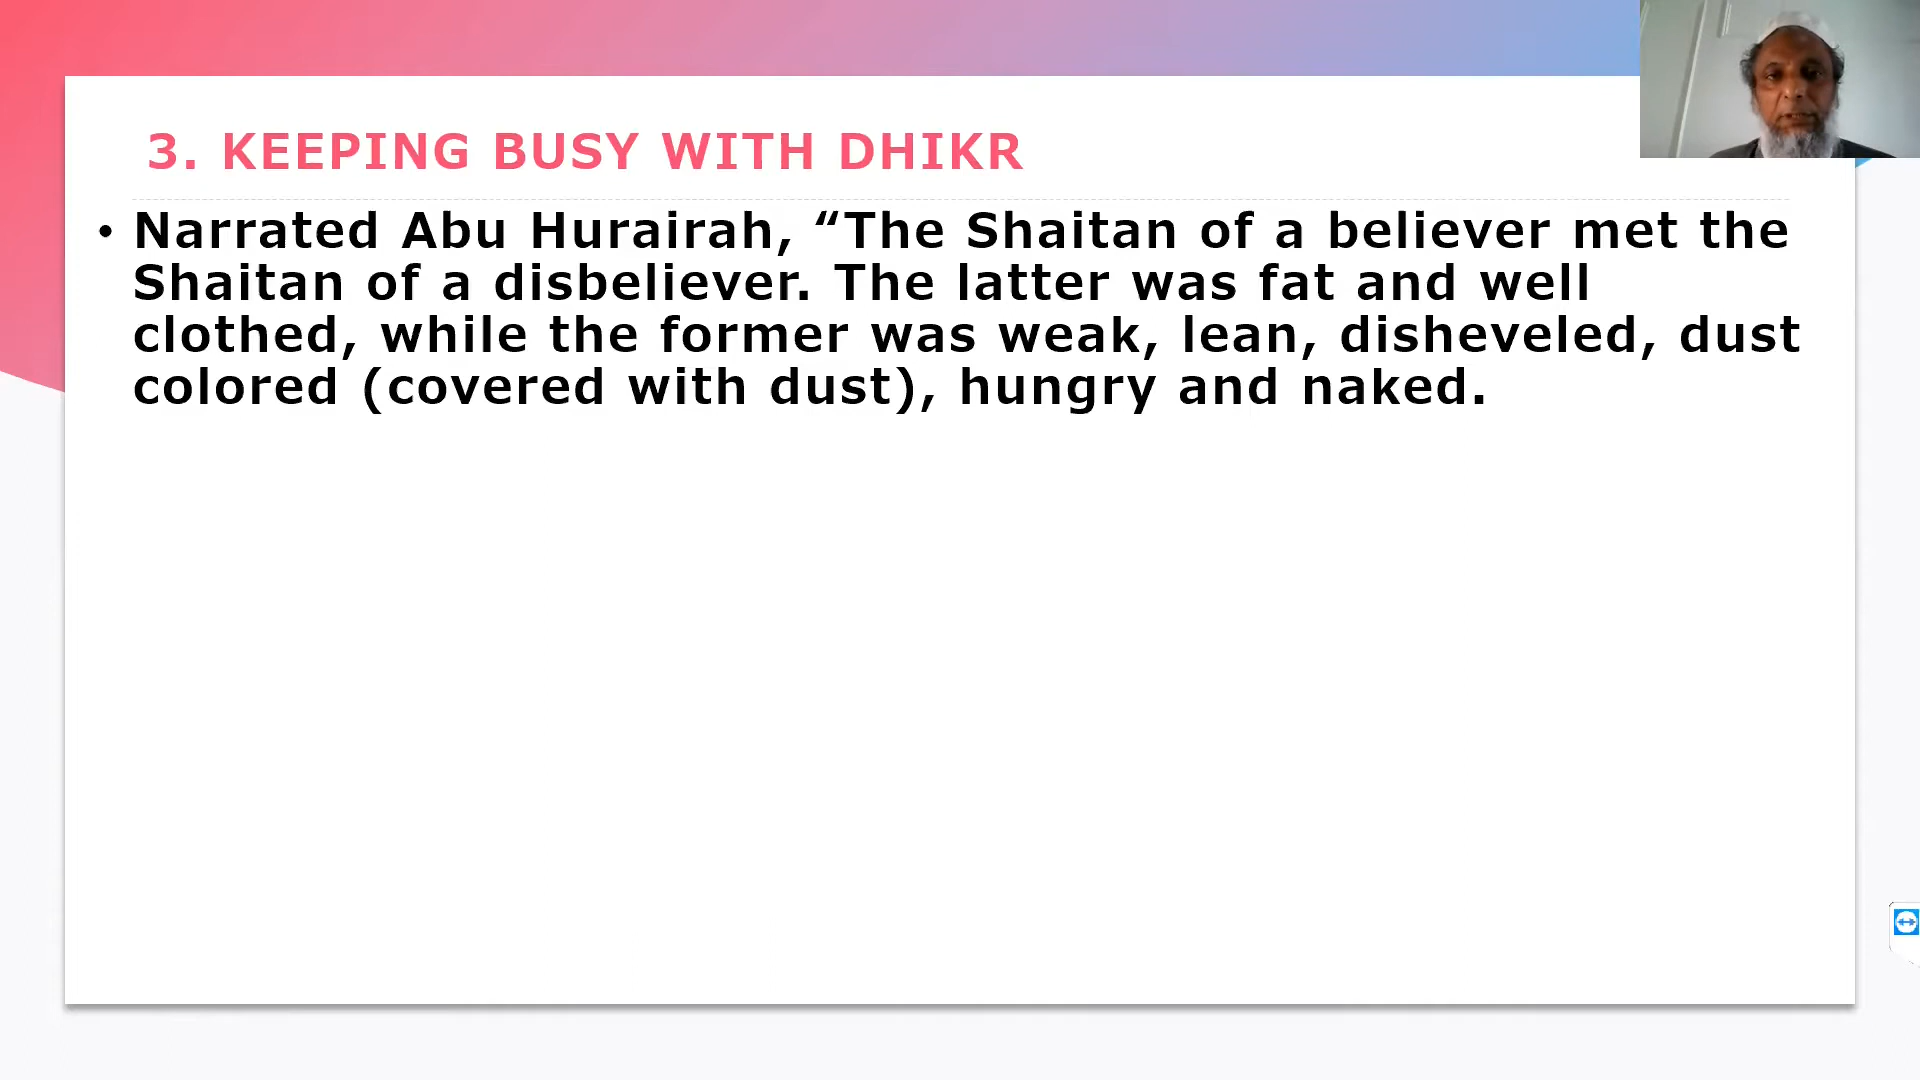 3. KEEPING BUSY WITH DHIKR
• Narrated Abu Hurairah, “The Shaitan of a believer met the
Shaitan of a disbeliever. The latter was fat and well
clothed, while the former was weak, lean, disheveled, dust
colored (covered with dust), hungry and naked.